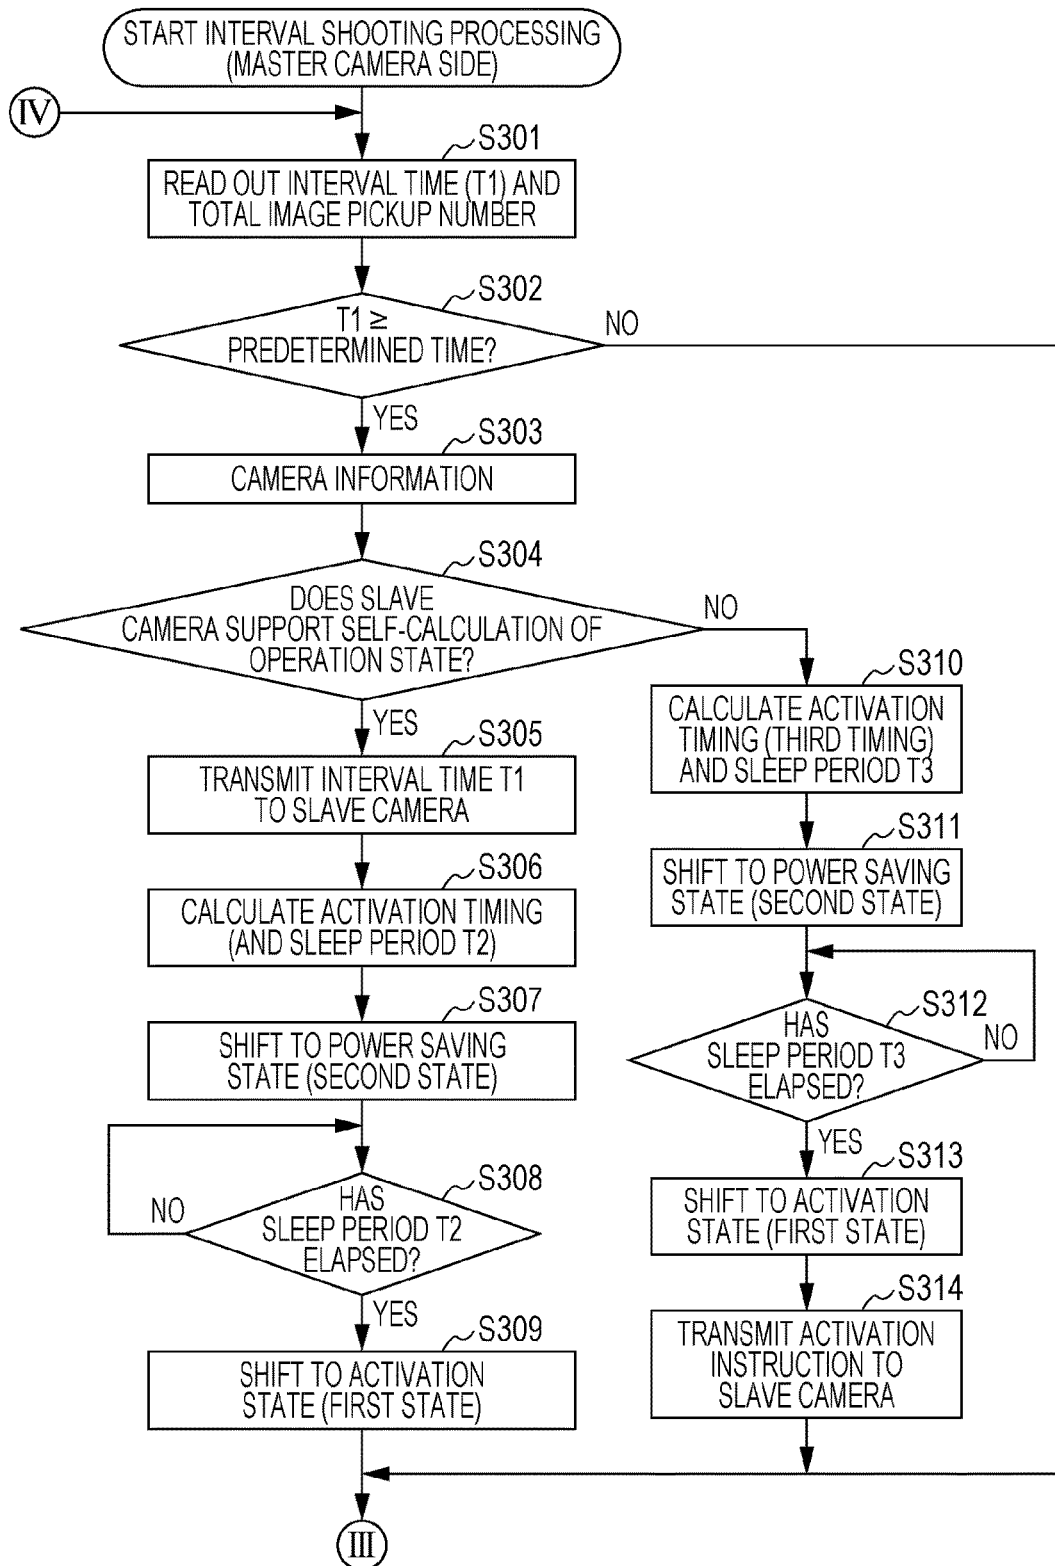 START INTERVAL SHOOTING PROCESSING
(MASTER CAMERA SIDE)
IV
S301
READ OUT INTERVAL TIME (T1) AND
TOTAL IMAGE PICKUP NUMBER
S302
T1 ≥
PREDETERMINED TIME?
NO
YES
S303
CAMERA INFORMATION
S304
DOES SLAVE
CAMERA SUPPORT SELF-CALCULATION OF
OPERATION STATE?
NO
YES
S305
TRANSMIT INTERVAL TIME T1
TO SLAVE CAMERA
S306
CALCULATE ACTIVATION TIMING
(AND SLEEP PERIOD T2)
S307
SHIFT TO POWER SAVING
STATE (SECOND STATE)
S308
HAS
SLEEP PERIOD T2
ELAPSED?
NO
YES
S309
SHIFT TO ACTIVATION
STATE (FIRST STATE)
S310
CALCULATE ACTIVATION
TIMING (THIRD TIMING)
AND SLEEP PERIOD T3
S311
SHIFT TO POWER SAVING
STATE (SECOND STATE)
S312
HAS
SLEEP PERIOD T3
ELAPSED?
NO
YES
S313
SHIFT TO ACTIVATION
STATE (FIRST STATE)
S314
TRANSMIT ACTIVATION
INSTRUCTION TO
SLAVE CAMERA
III